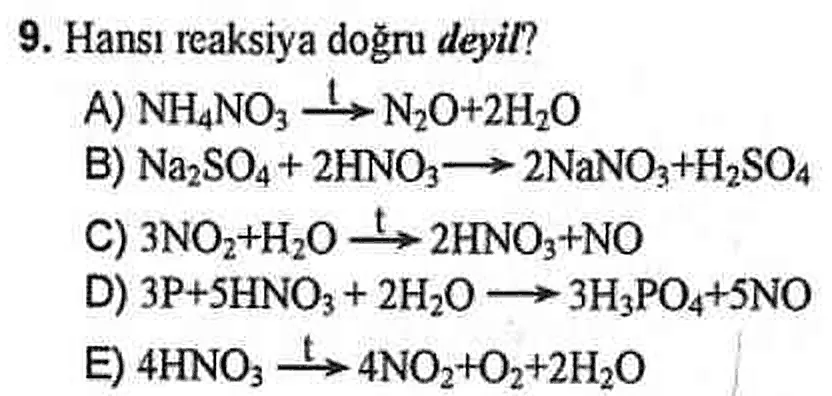 9. Hansı reaksiya doğru deyil?
A) NH₄NO₃ —t→ N₂O+2H₂O
B) Na₂SO₄ + 2HNO₃ ⟶ 2NaNO₃+H₂SO₄
C) 3NO₂+H₂O —t→ 2HNO₃+NO
D) 3P+5HNO₃ + 2H₂O ⟶ 3H₃PO₄+5NO
E) 4HNO₃ —t→ 4NO₂+O₂+2H₂O